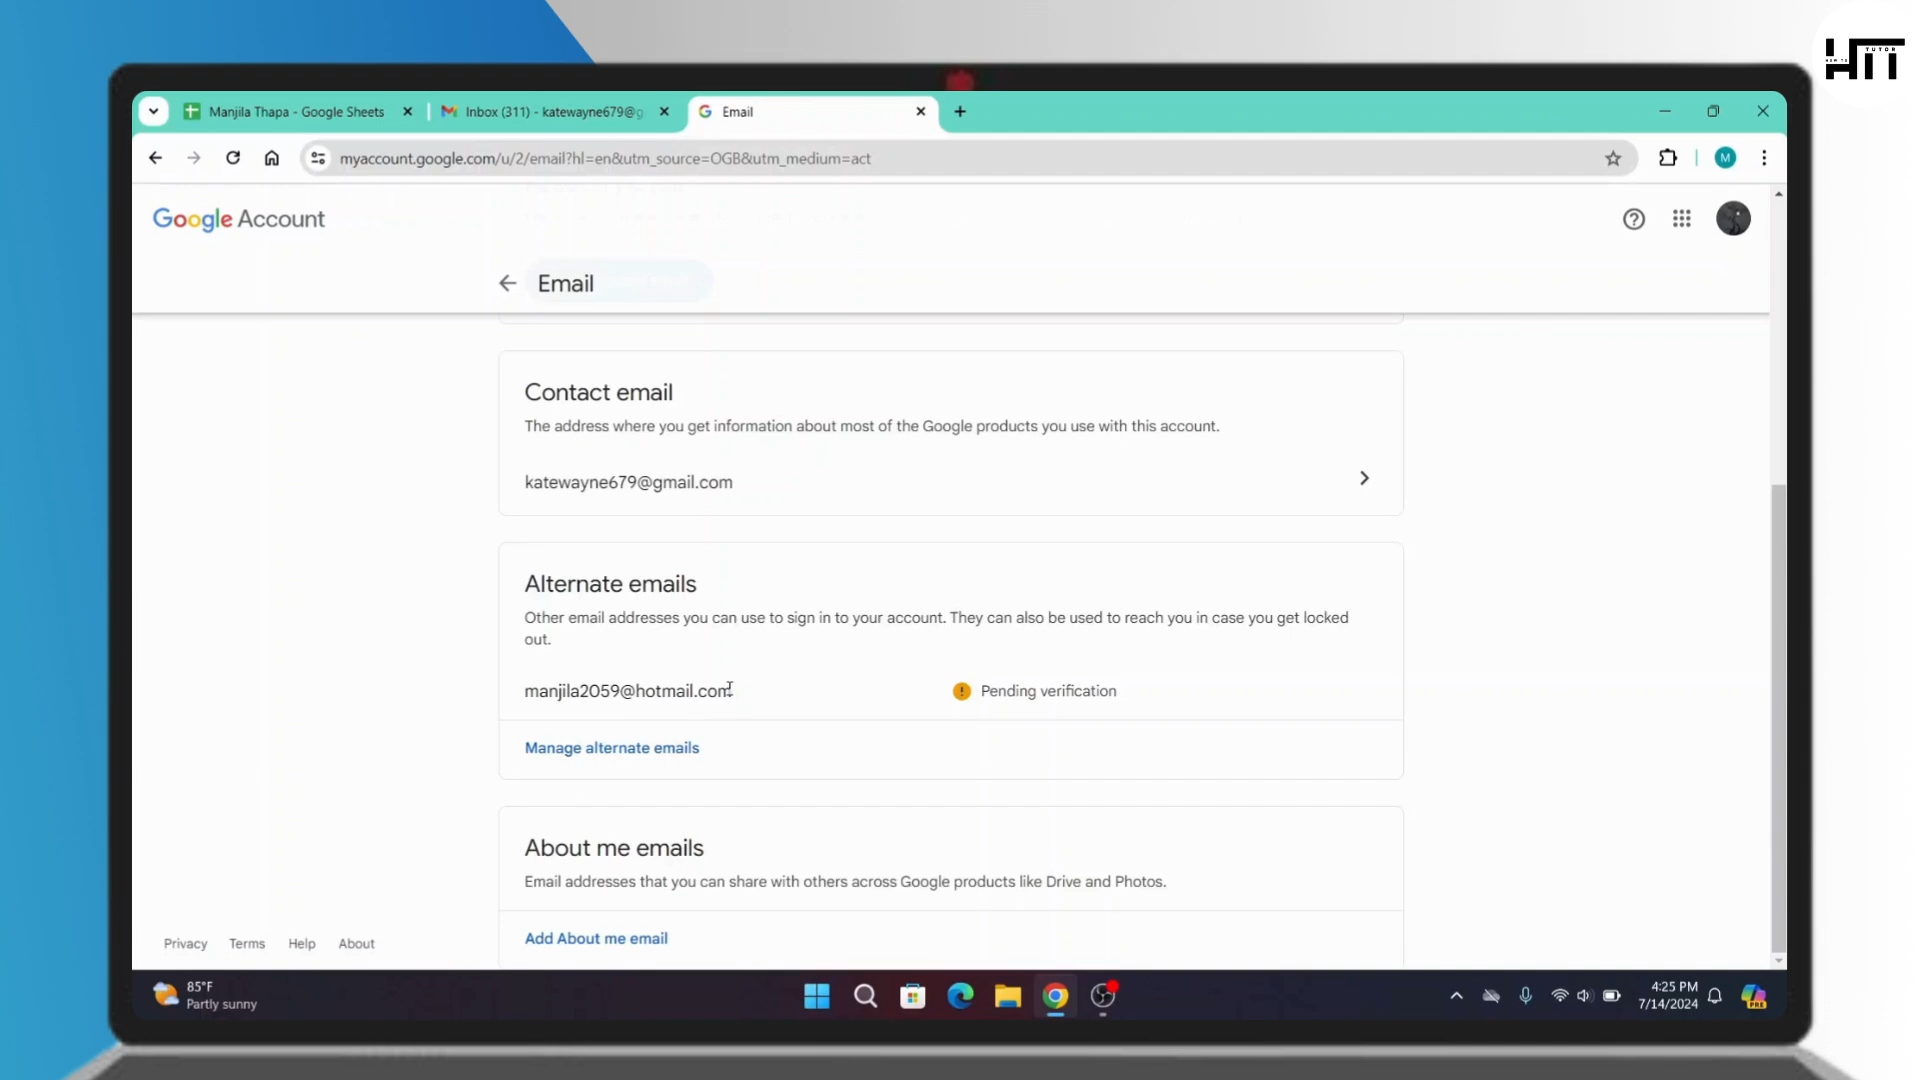 HOW TO
TUTOR
Manjila Thapa - Google Sheets
Inbox (311) - katewayne679@g
Email
myaccount.google.com/u/2/email?hl=en&utm_source=OGB&utm_medium=act
M
Google Account
Email
Contact email
The address where you get information about most of the Google products you use with this account.
katewayne679@gmail.com
Alternate emails
Other email addresses you can use to sign in to your account. They can also be used to reach you in case you get locked
out.
manjila2059@hotmail.com
Pending verification
Manage alternate emails
About me emails
Email addresses that you can share with others across Google products like Drive and Photos.
Add About me email
Privacy
Terms
Help
About
85°F
Partly sunny
4:25 PM
7/14/2024
PRE